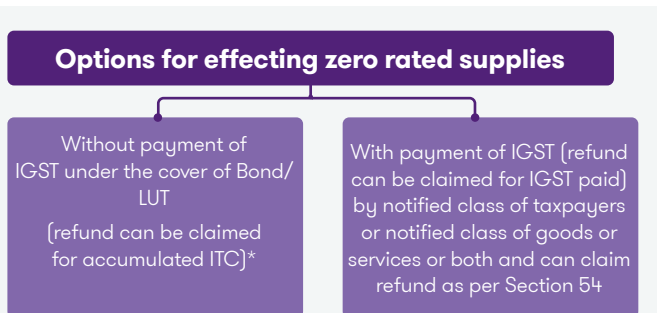 Options for effecting zero rated supplies
Without payment of
IGST under the cover of Bond/
LUT
(refund can be claimed
for accumulated ITC)*
With payment of IGST (refund
can be claimed for IGST paid)
by notified class of taxpayers
or notified class of goods or
services or both and can claim
refund as per Section 54